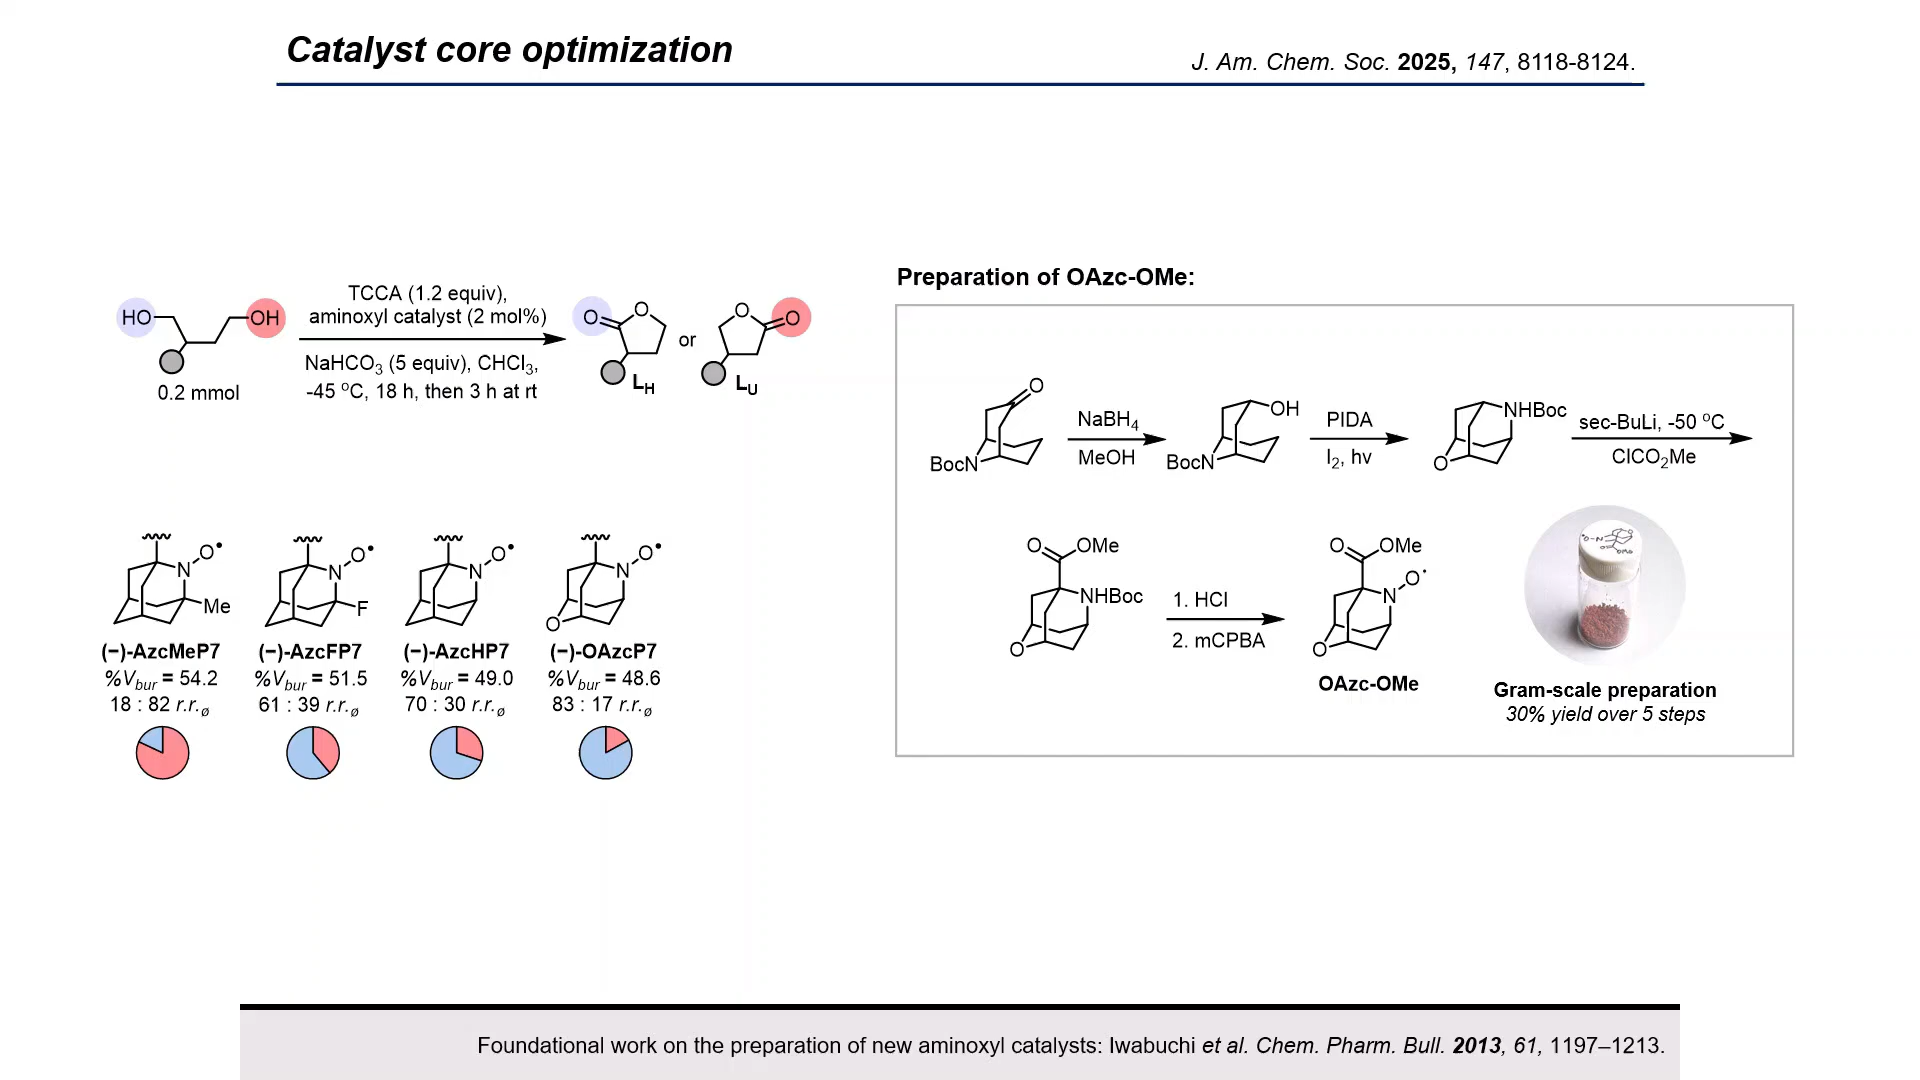 Catalyst core optimization
J. Am. Chem. Soc. 2025, 147, 8118-8124.
HO
OH
0.2 mmol
TCCA (1.2 equiv),
aminoxyl catalyst (2 mol%)
NaHCO3 (5 equiv), CHCl3,
-45 ºC, 18 h, then 3 h at rt
O
O
LH
or
O
O
LU
N
O•
Me
N
O•
F
N
O•
N
O•
O
(−)-AzcMeP7
(−)-AzcFP7
(−)-AzcHP7
(−)-OAzcP7
%Vbur = 54.2
%Vbur = 51.5
%Vbur = 49.0
%Vbur = 48.6
18 : 82 r.r.ø
61 : 39 r.r.ø
70 : 30 r.r.ø
83 : 17 r.r.ø
Preparation of OAzc-OMe:
O
BocN
NaBH4
MeOH
OH
BocN
PIDA
I2, hv
NHBoc
O
sec-BuLi, -50 ºC
ClCO2Me
O
OMe
NHBoc
O
1. HCl
2. mCPBA
O
OMe
N
O•
O
OAzc-OMe
Gram-scale preparation
30% yield over 5 steps
Foundational work on the preparation of new aminoxyl catalysts: Iwabuchi et al. Chem. Pharm. Bull. 2013, 61, 1197–1213.